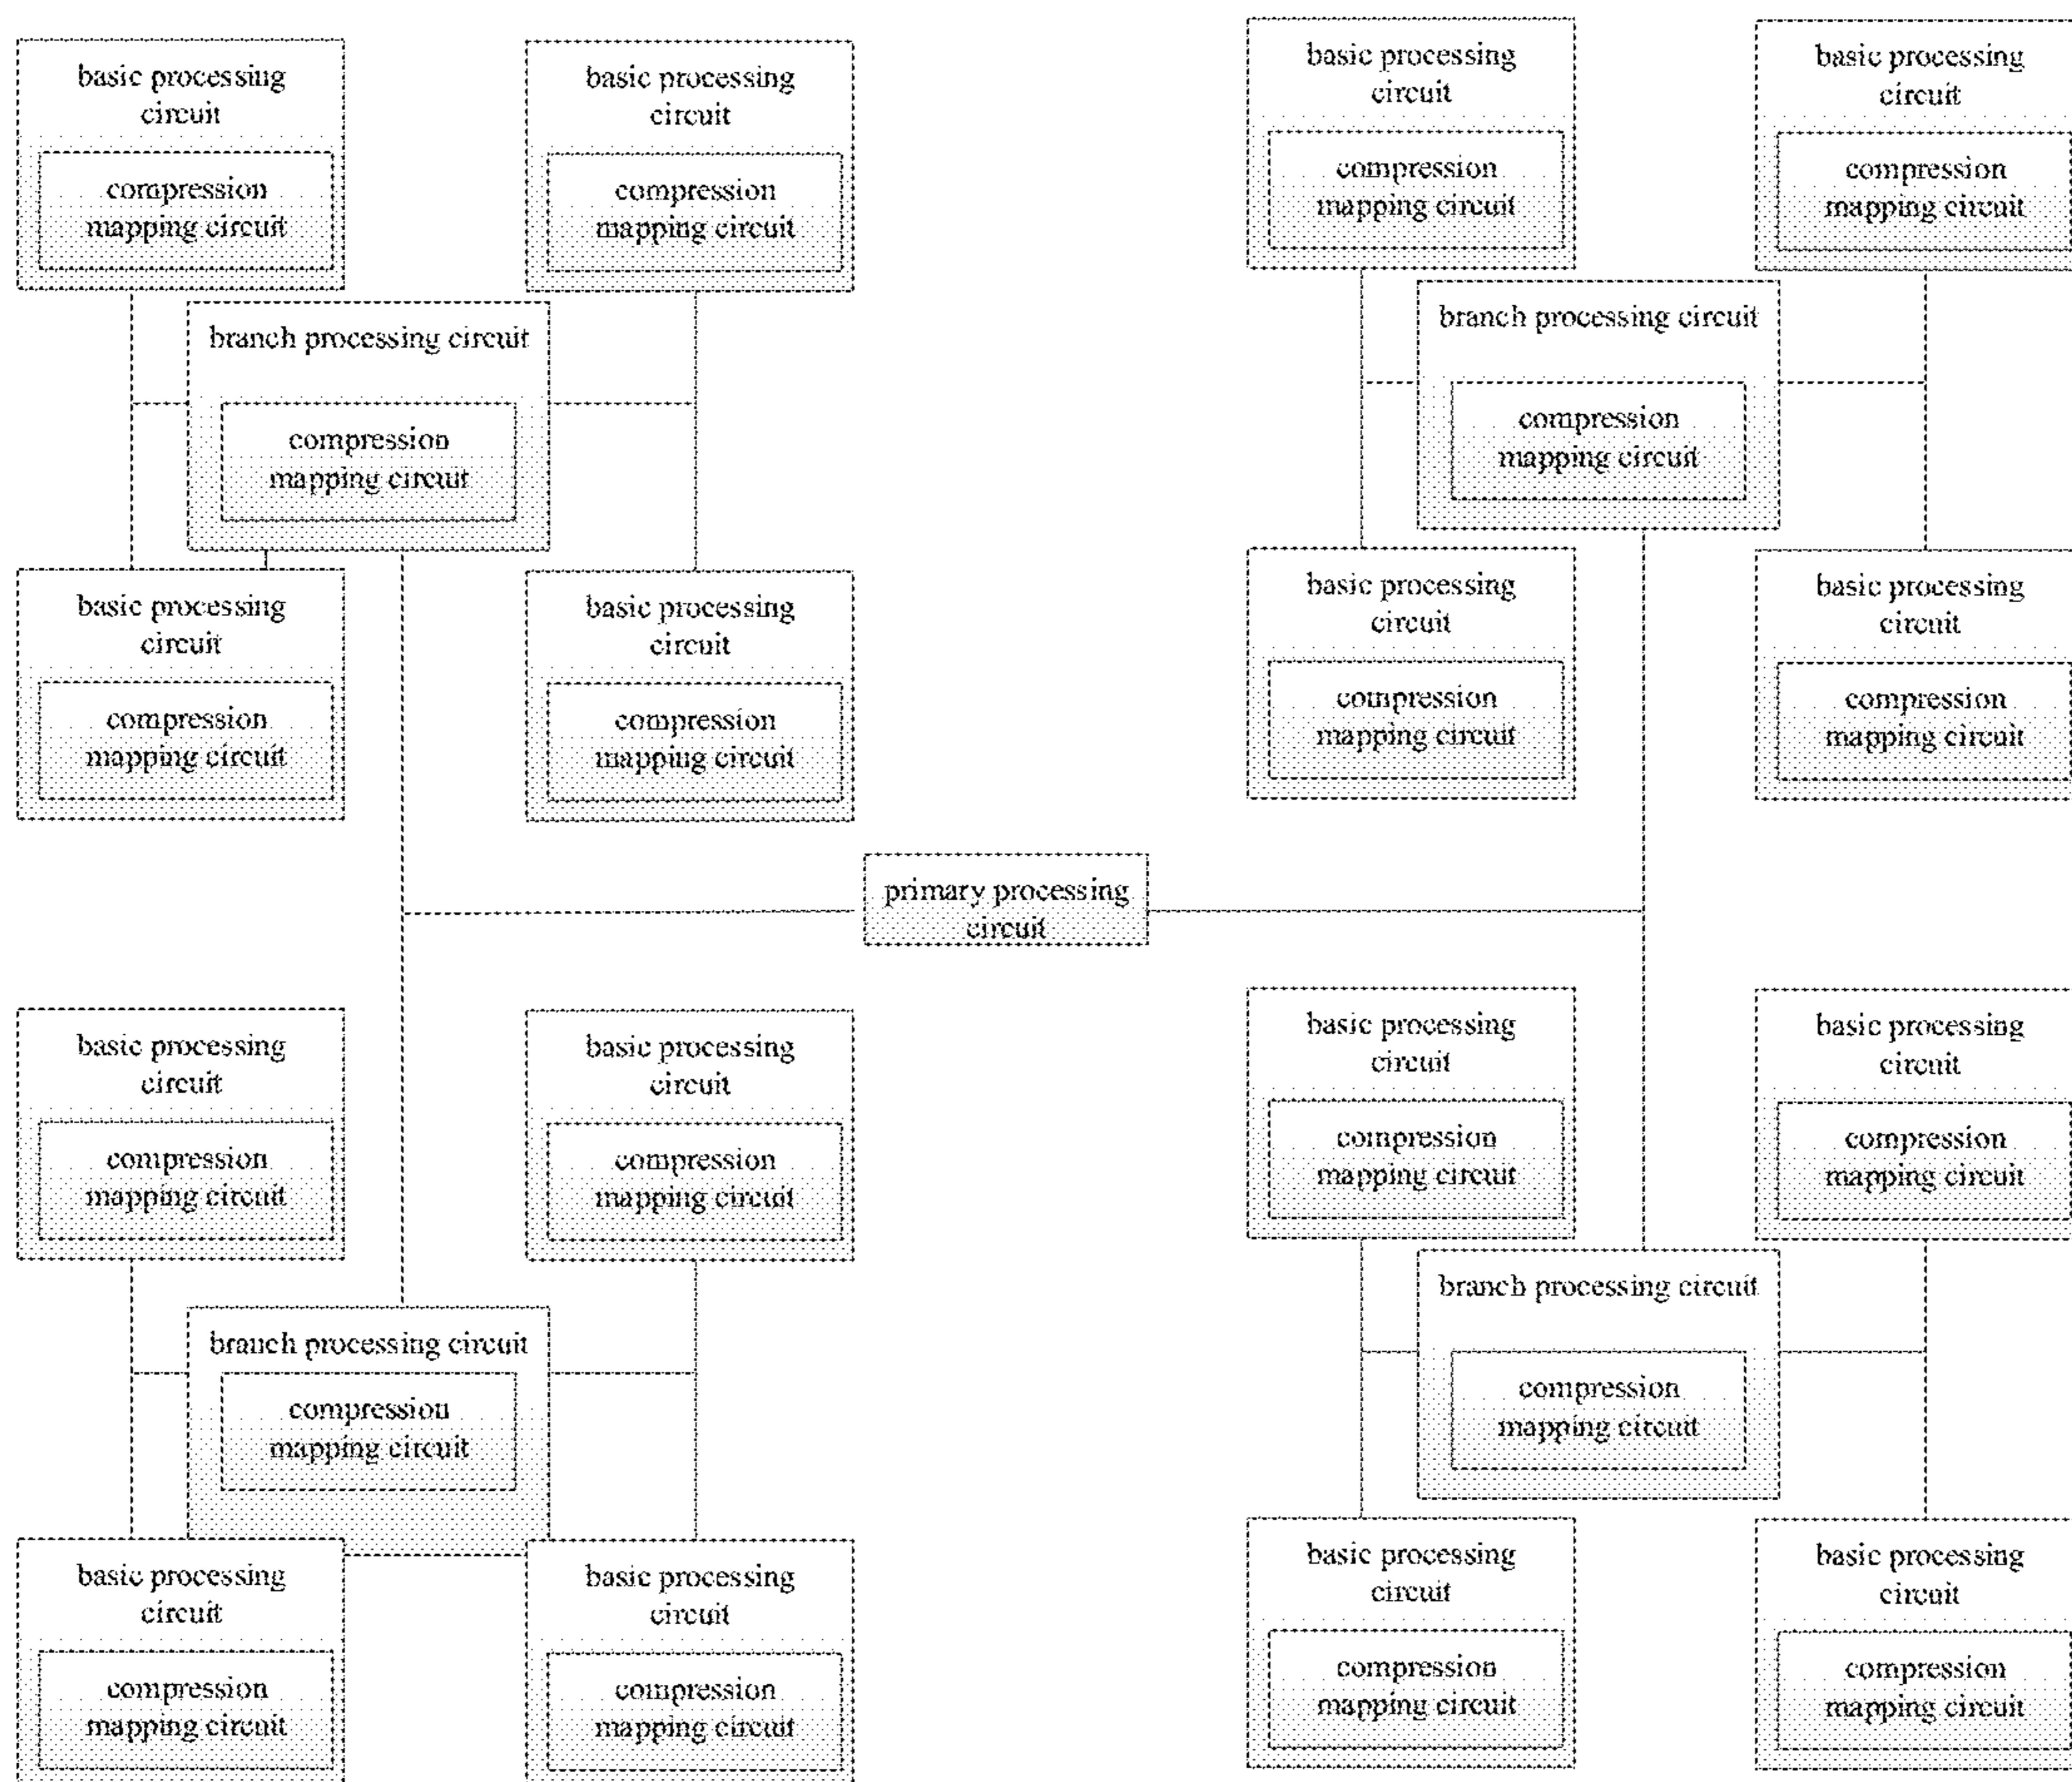 basic processing
circuit
compression
mapping circuit
basic processing
circuit
compression
mapping circuit
branch processing circuit
compression
mapping circuit
basic processing
circuit
compression
mapping circuit
basic processing
circuit
compression
mapping circuit
basic processing
circuit
compression
mapping circuit
basic processing
circuit
compression
mapping circuit
branch processing circuit
compression
mapping circuit
basic processing
circuit
compression
mapping circuit
basic processing
circuit
compression
mapping circuit
primary processing
circuit
basic processing
circuit
compression
mapping circuit
basic processing
circuit
compression
mapping circuit
branch processing circuit
compression
mapping circuit
basic processing
circuit
compression
mapping circuit
basic processing
circuit
compression
mapping circuit
basic processing
circuit
compression
mapping circuit
basic processing
circuit
compression
mapping circuit
branch processing circuit
compression
mapping circuit
basic processing
circuit
compression
mapping circuit
basic processing
circuit
compression
mapping circuit